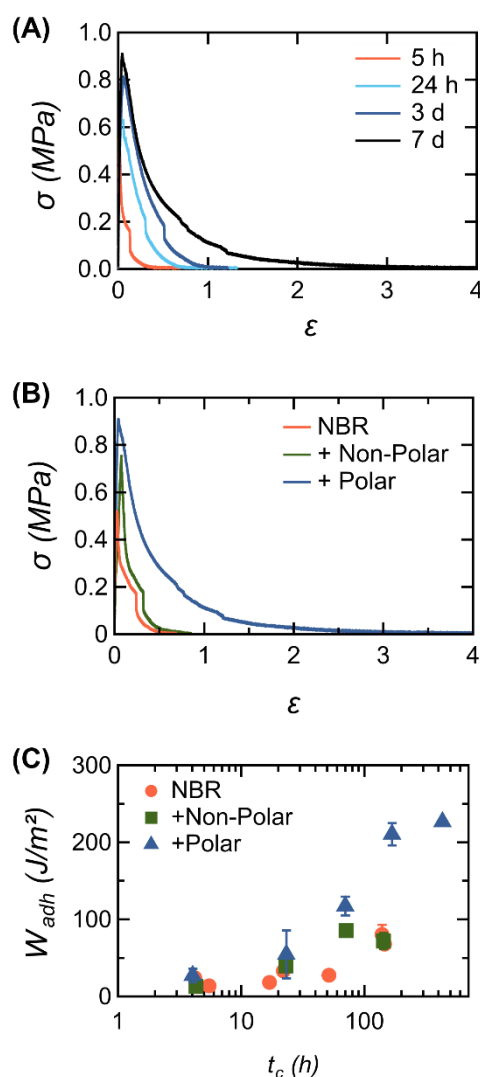 (A)
1.0
0.8
0.6
0.4
0.2
0.0
σ (MPa)
5 h
24 h
3 d
7 d
0 1 2 3 4
ε
(B)
1.0
0.8
0.6
0.4
0.2
0
σ (MPa)
NBR
+ Non-Polar
+ Polar
0 1 2 3 4
ε
(C)
300
200
100
0
W_adh (J/m²)
NBR
+Non-Polar
+Polar
1 10 100
t_c (h)